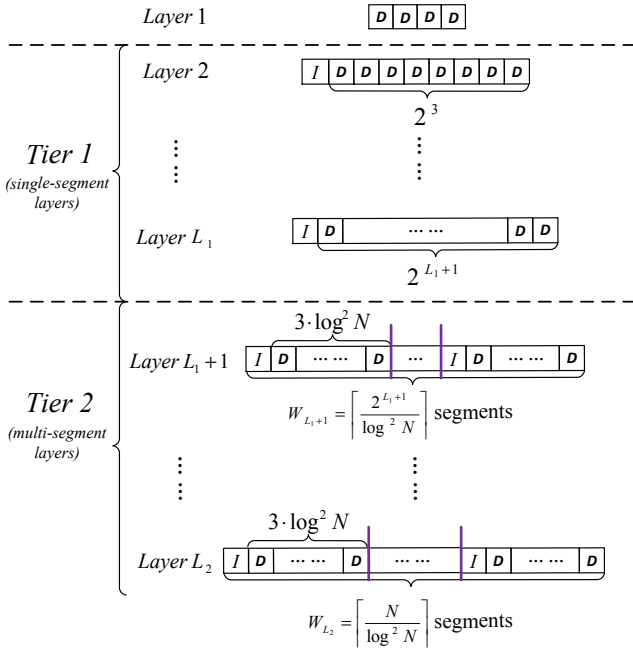 Layer 1
D D D D
Layer 2
I D D D D D D D D
2^3
Tier 1
(single-segment layers)
Layer L_1
I D ... ... D D
2^{L_1+1}
3·log^2 N
Layer L_1+1
I D ... ... D ... I D ... ... D
W_{L_1+1} = ⌈2^{L_1+1} / log^2 N⌉ segments
Tier 2
(multi-segment layers)
3·log^2 N
Layer L_2
I D ... ... D ... ... I D ... ... D
W_{L_2} = ⌈N / log^2 N⌉ segments